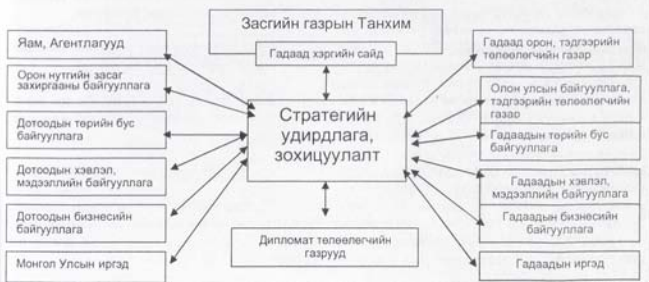 Засгийн газрын Танхим
Гадаад хэргийн сайд
Яам, Агентлагууд
Орон нутгийн засаг
захиргааны байгууллага
Дотоодын төрийн бус
байгууллага
Дотоодын хэвлэл,
мэдээллийн байгууллага
Дотоодын бизнесийн
байгууллага
Монгол Улсын иргэд
Стратегийн
удирдлага,
зохицуулалт
Дипломат төлөөлөгчийн
газрууд
Гадаад орон, тэдгээрийн
төлөөлөгчийн газар
Олон улсын байгууллага,
тэдгээрийн төлөөлөгчийн
газар
Гадаадын төрийн бус
байгууллага
Гадаадын хэвлэл,
мэдээллийн байгууллага
Гадаадын бизнесийн
байгууллага
Гадаадын иргэд